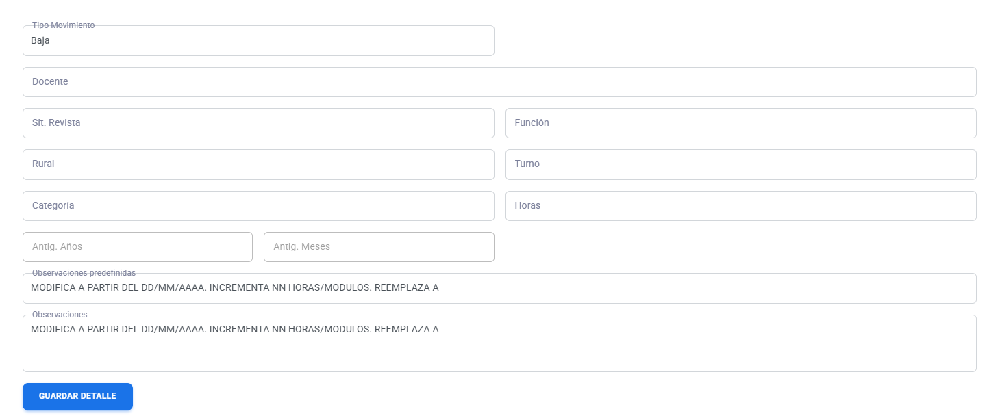 Tipo Movimiento
Baja
Docente
Sit. Revista
Función
Rural
Turno
Categoria
Horas
Antig. Años
Antig. Meses
Observaciones predefinidas
MODIFICA A PARTIR DEL DD/MM/AAAA. INCREMENTA NN HORAS/MODULOS. REEMPLAZA A
Observaciones
MODIFICA A PARTIR DEL DD/MM/AAAA. INCREMENTA NN HORAS/MODULOS. REEMPLAZA A
GUARDAR DETALLE